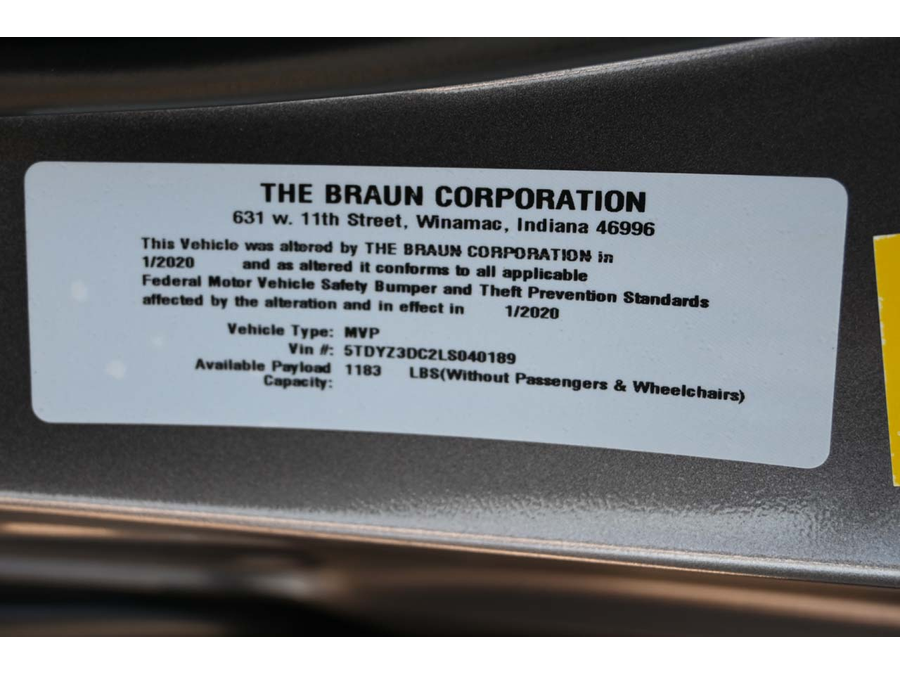 THE BRAUN CORPORATION
631 w. 11th Street, Winamac, Indiana 46996
This Vehicle was altered by THE BRAUN CORPORATION in
1/2020 and as altered it conforms to all applicable
Federal Motor Vehicle Safety Bumper and Theft Prevention Standards
affected by the alteration and in effect in 1/2020
Vehicle Type: MVP
Vin #: 5TDYZ3DC2LS040189
Available Payload 1183 LBS(Without Passengers & Wheelchairs)
Capacity: